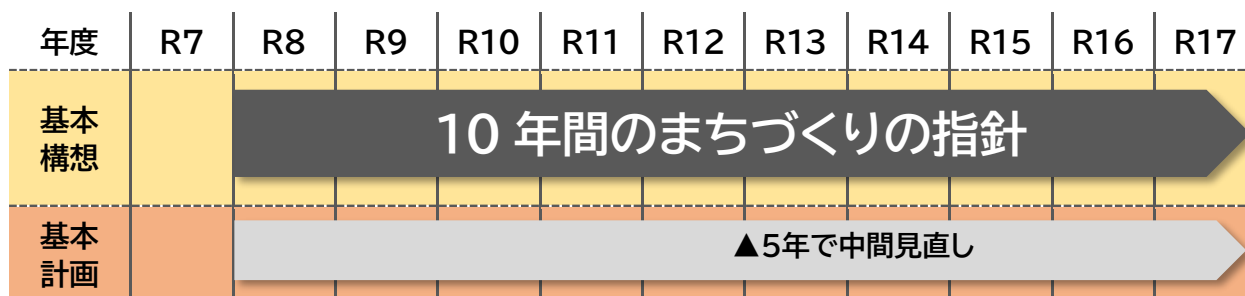 年度 R7 R8 R9 R10 R11 R12 R13 R14 R15 R16 R17
基本
構想
10 年間のまちづくりの指針
基本
計画
▲5年で中間見直し